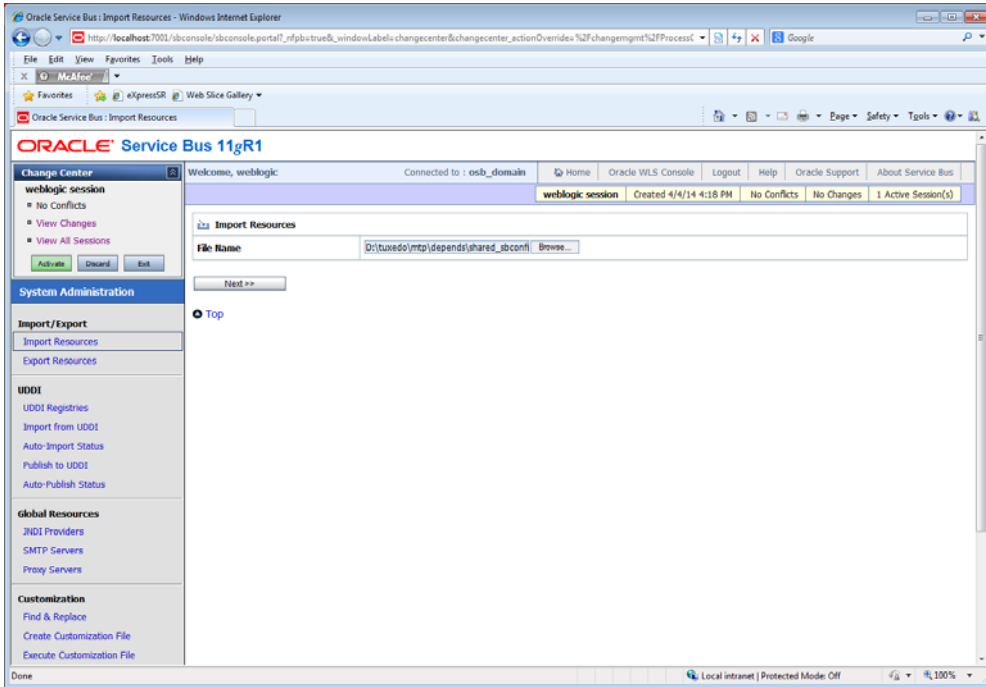 Oracle Service Bus : Import Resources - Windows Internet Explorer
http://localhost:7001/sbconsole/sbconsole.portal?_nfpb=true&_windowLabel=changecenter&changecenter_actionOverride=%2Fchangemgmt%2FProcessC
Google
File Edit View Favorites Tools Help
X McAfee
Favorites eXpressSR Web Slice Gallery
Oracle Service Bus : Import Resources
Page Safety Tools
ORACLE Service Bus 11gR1
Change Center
Welcome, weblogic Connected to : osb_domain Home Oracle WLS Console Logout Help Oracle Support About Service Bus
weblogic session Created 4/4/14 4:18 PM No Conflicts No Changes 1 Active Session(s)
weblogic session
No Conflicts
View Changes
View All Sessions
Activate Discard Exit
System Administration
Import/Export
Import Resources
Export Resources
UDDI
UDDI Registries
Import from UDDI
Auto-Import Status
Publish to UDDI
Auto-Publish Status
Global Resources
JNDI Providers
SMTP Servers
Proxy Servers
Customization
Find & Replace
Create Customization File
Execute Customization File
Import Resources
File Name D:\tuxedo\mtp\depends\shared_sbconfi Browse...
Next >>
Top
Done Local intranet | Protected Mode: Off 100%